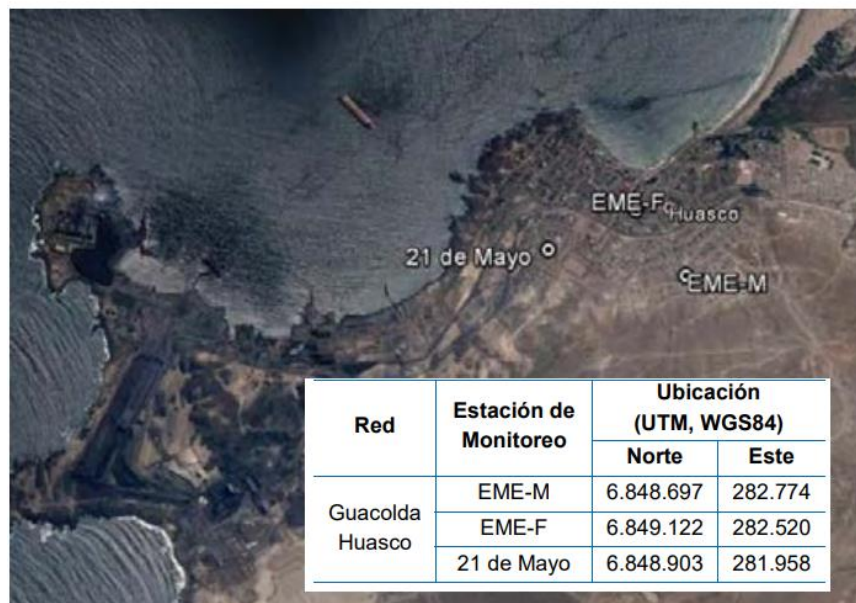 EME-F Huasco
21 de Mayo
EME-M
Red
Estación de
Monitoreo
Ubicación
(UTM, WGS84)
Norte
Este
Guacolda
Huasco
EME-M 6.848.697 282.774
EME-F 6.849.122 282.520
21 de Mayo 6.848.903 281.958